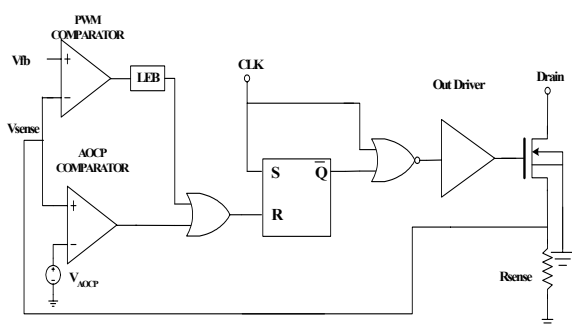 PWM
COMPARATOR
Vfb
+
−
LEB
CLK
Out Driver
Drain
Vsense
AOCP
COMPARATOR
+
−
S
Q̅
R
V_AOCP
+
−
Rsense